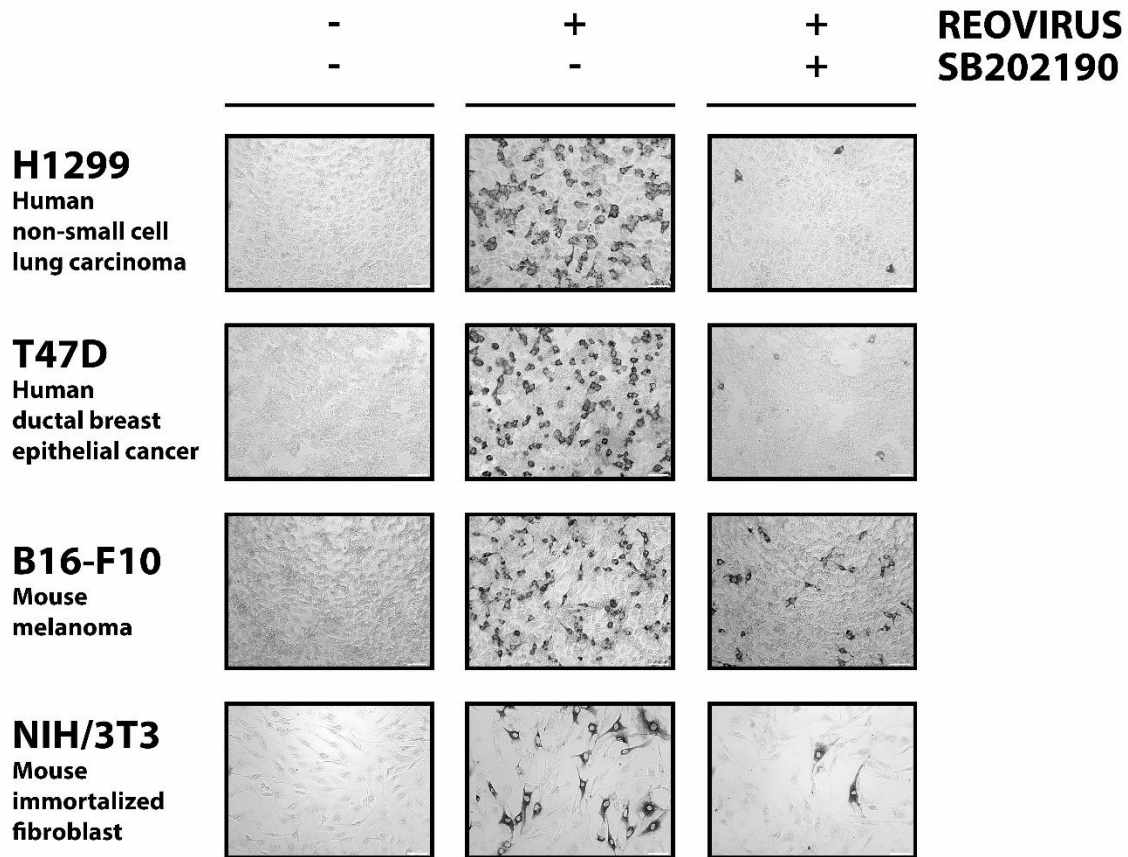 - + + REOVIRUS
- - + SB202190
H1299
Human
non-small cell
lung carcinoma
T47D
Human
ductal breast
epithelial cancer
B16-F10
Mouse
melanoma
NIH/3T3
Mouse
immortalized
fibroblast